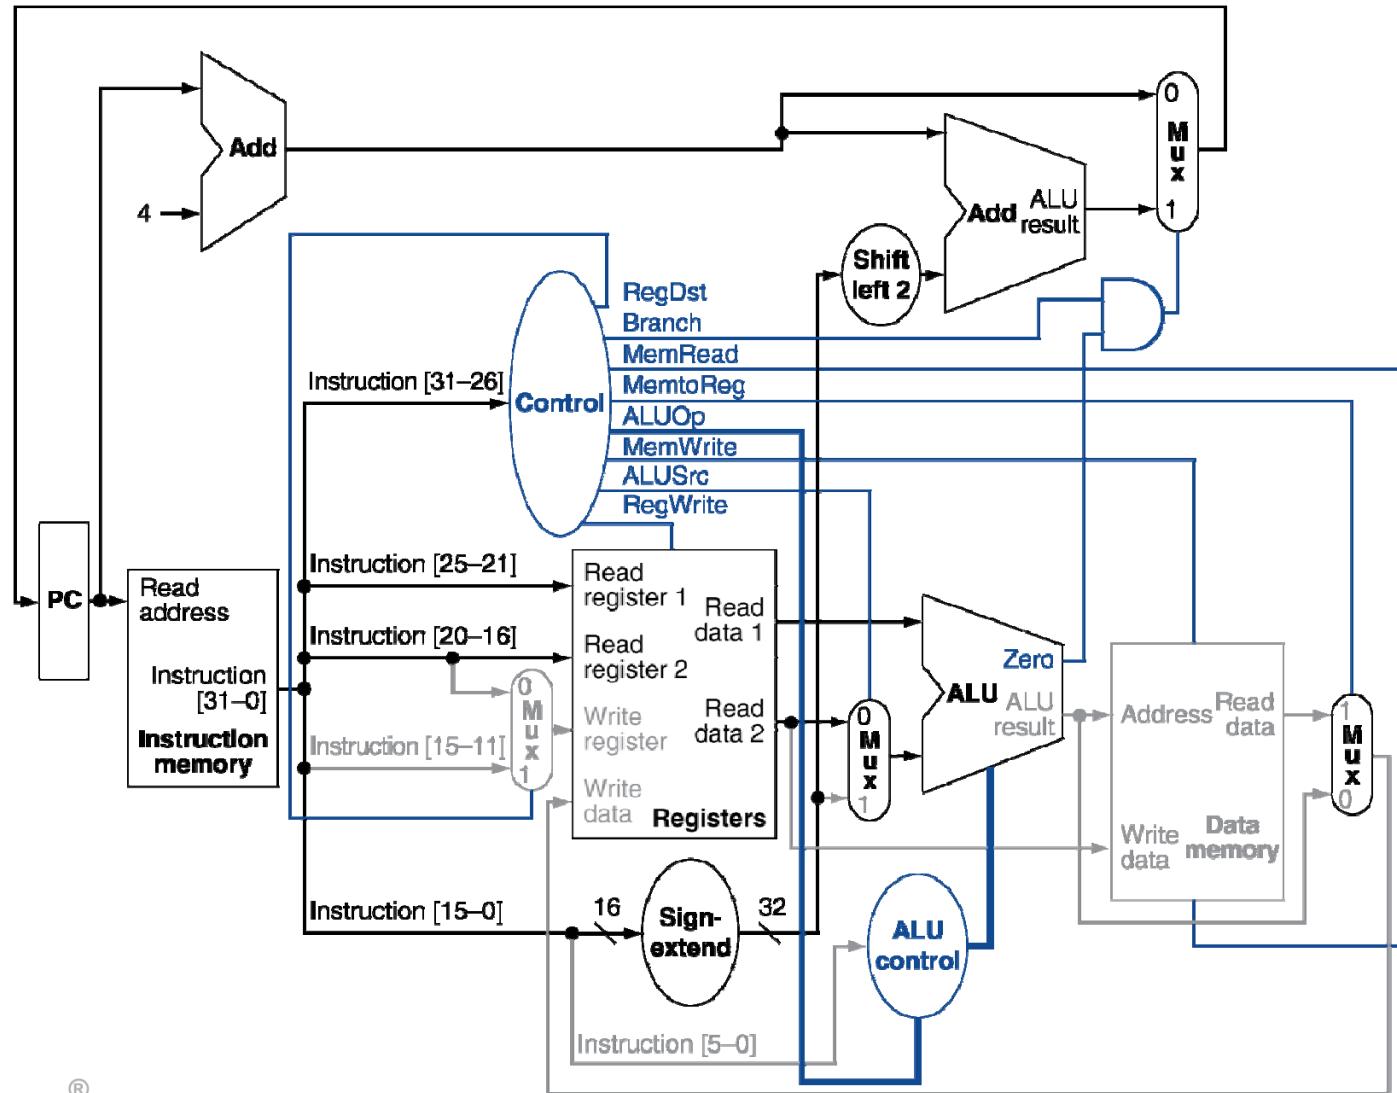 0
M
u
x
1
Add
4
Add
ALU
result
Shift
left 2
RegDst
Branch
MemRead
MemtoReg
ALUOp
MemWrite
ALUSrc
RegWrite
Instruction [31–26]
Control
PC
Read
address
Instruction
[31–0]
Instruction
memory
Instruction [25–21]
Instruction [20–16]
Instruction [15–11]
0
M
u
x
1
Read
register 1
Read
register 2
Write
register
Write
data
Read
data 1
Read
data 2
Registers
0
M
u
x
1
Zero
ALU
ALU
result
Address
Read
data
Write
data
Data
memory
1
M
u
x
0
Instruction [15–0]
16
Sign-
extend
32
ALU
control
Instruction [5–0]
®